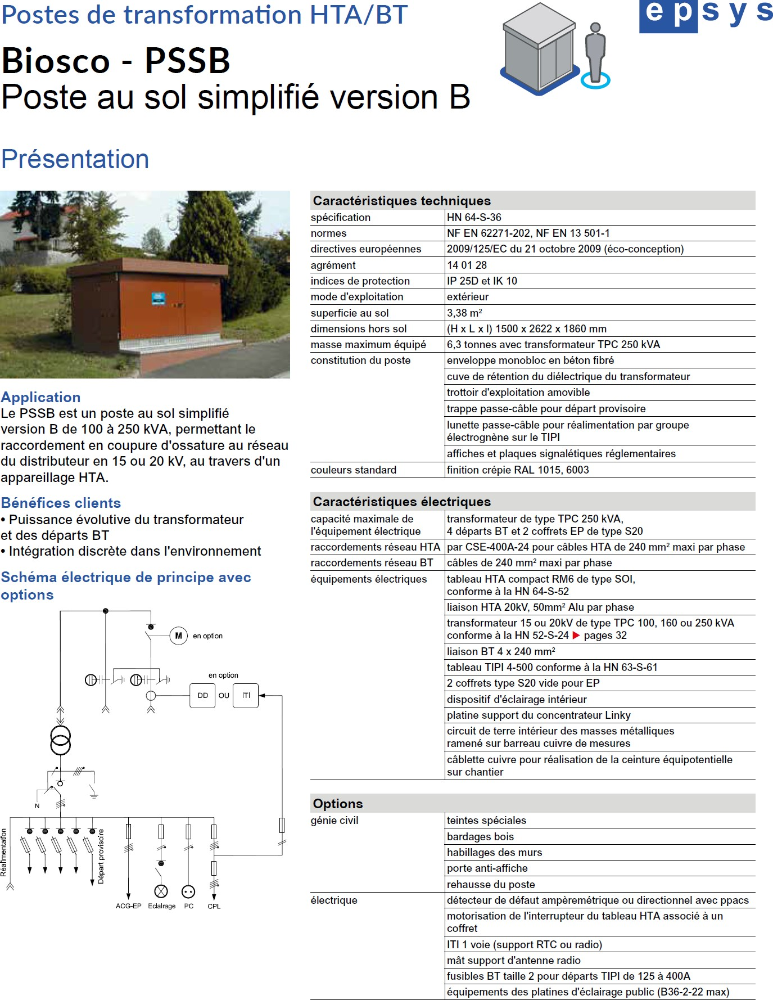 Postes de transformation HTA/BT
epsys
Biosco - PSSB
Poste au sol simplifié version B
Présentation
Application
Le PSSB est un poste au sol simplifié
version B de 100 à 250 kVA, permettant le
raccordement en coupure d'ossature au réseau
du distributeur en 15 ou 20 kV, au travers d'un
appareillage HTA.
Bénéfices clients
• Puissance évolutive du transformateur
et des départs BT
• Intégration discrète dans l'environnement
Schéma électrique de principe avec
options
M
en option
en option
DD
OU
ITI
N
Réalimentation
Départ provisoire
ACG-EP
Eclairage
PC
CPL
Caractéristiques techniques
spécification HN 64-S-36
normes NF EN 62271-202, NF EN 13 501-1
directives européennes 2009/125/EC du 21 octobre 2009 (éco-conception)
agrément 14 01 28
indices de protection IP 25D et IK 10
mode d'exploitation extérieur
superficie au sol 3,38 m²
dimensions hors sol (H x L x l) 1500 x 2622 x 1860 mm
masse maximum équipé 6,3 tonnes avec transformateur TPC 250 kVA
constitution du poste enveloppe monobloc en béton fibré
cuve de rétention du diélectrique du transformateur
trottoir d'exploitation amovible
trappe passe-câble pour départ provisoire
lunette passe-câble pour réalimentation par groupe
électrognène sur le TIPI
affiches et plaques signalétiques réglementaires
couleurs standard finition crépie RAL 1015, 6003
Caractéristiques électriques
capacité maximale de transformateur de type TPC 250 kVA,
l'équipement électrique 4 départs BT et 2 coffrets EP de type S20
raccordements réseau HTA par CSE-400A-24 pour câbles HTA de 240 mm² maxi par phase
raccordements réseau BT câbles de 240 mm² maxi par phase
équipements électriques tableau HTA compact RM6 de type SOI,
conforme à la HN 64-S-52
liaison HTA 20kV, 50mm² Alu par phase
transformateur 15 ou 20kV de type TPC 100, 160 ou 250 kVA
conforme à la HN 52-S-24 ▶ pages 32
liaison BT 4 x 240 mm²
tableau TIPI 4-500 conforme à la HN 63-S-61
2 coffrets type S20 vide pour EP
dispositif d'éclairage intérieur
platine support du concentrateur Linky
circuit de terre intérieur des masses métalliques
ramené sur barreau cuivre de mesures
câblette cuivre pour réalisation de la ceinture équipotentielle
sur chantier
Options
génie civil teintes spéciales
bardages bois
habillages des murs
porte anti-affiche
rehausse du poste
électrique détecteur de défaut ampèremétrique ou directionnel avec ppacs
motorisation de l'interrupteur du tableau HTA associé à un
coffret
ITI 1 voie (support RTC ou radio)
mât support d'antenne radio
fusibles BT taille 2 pour départs TIPI de 125 à 400A
équipements des platines d'éclairage public (B36-2-22 max)